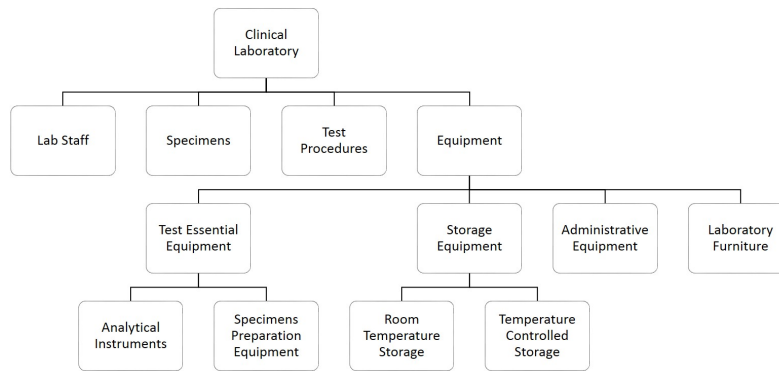 Clinical
Laboratory
Lab Staff
Specimens
Test
Procedures
Equipment
Test Essential
Equipment
Storage
Equipment
Administrative
Equipment
Laboratory
Furniture
Analytical
Instruments
Specimens
Preparation
Equipment
Room
Temperature
Storage
Temperature
Controlled
Storage